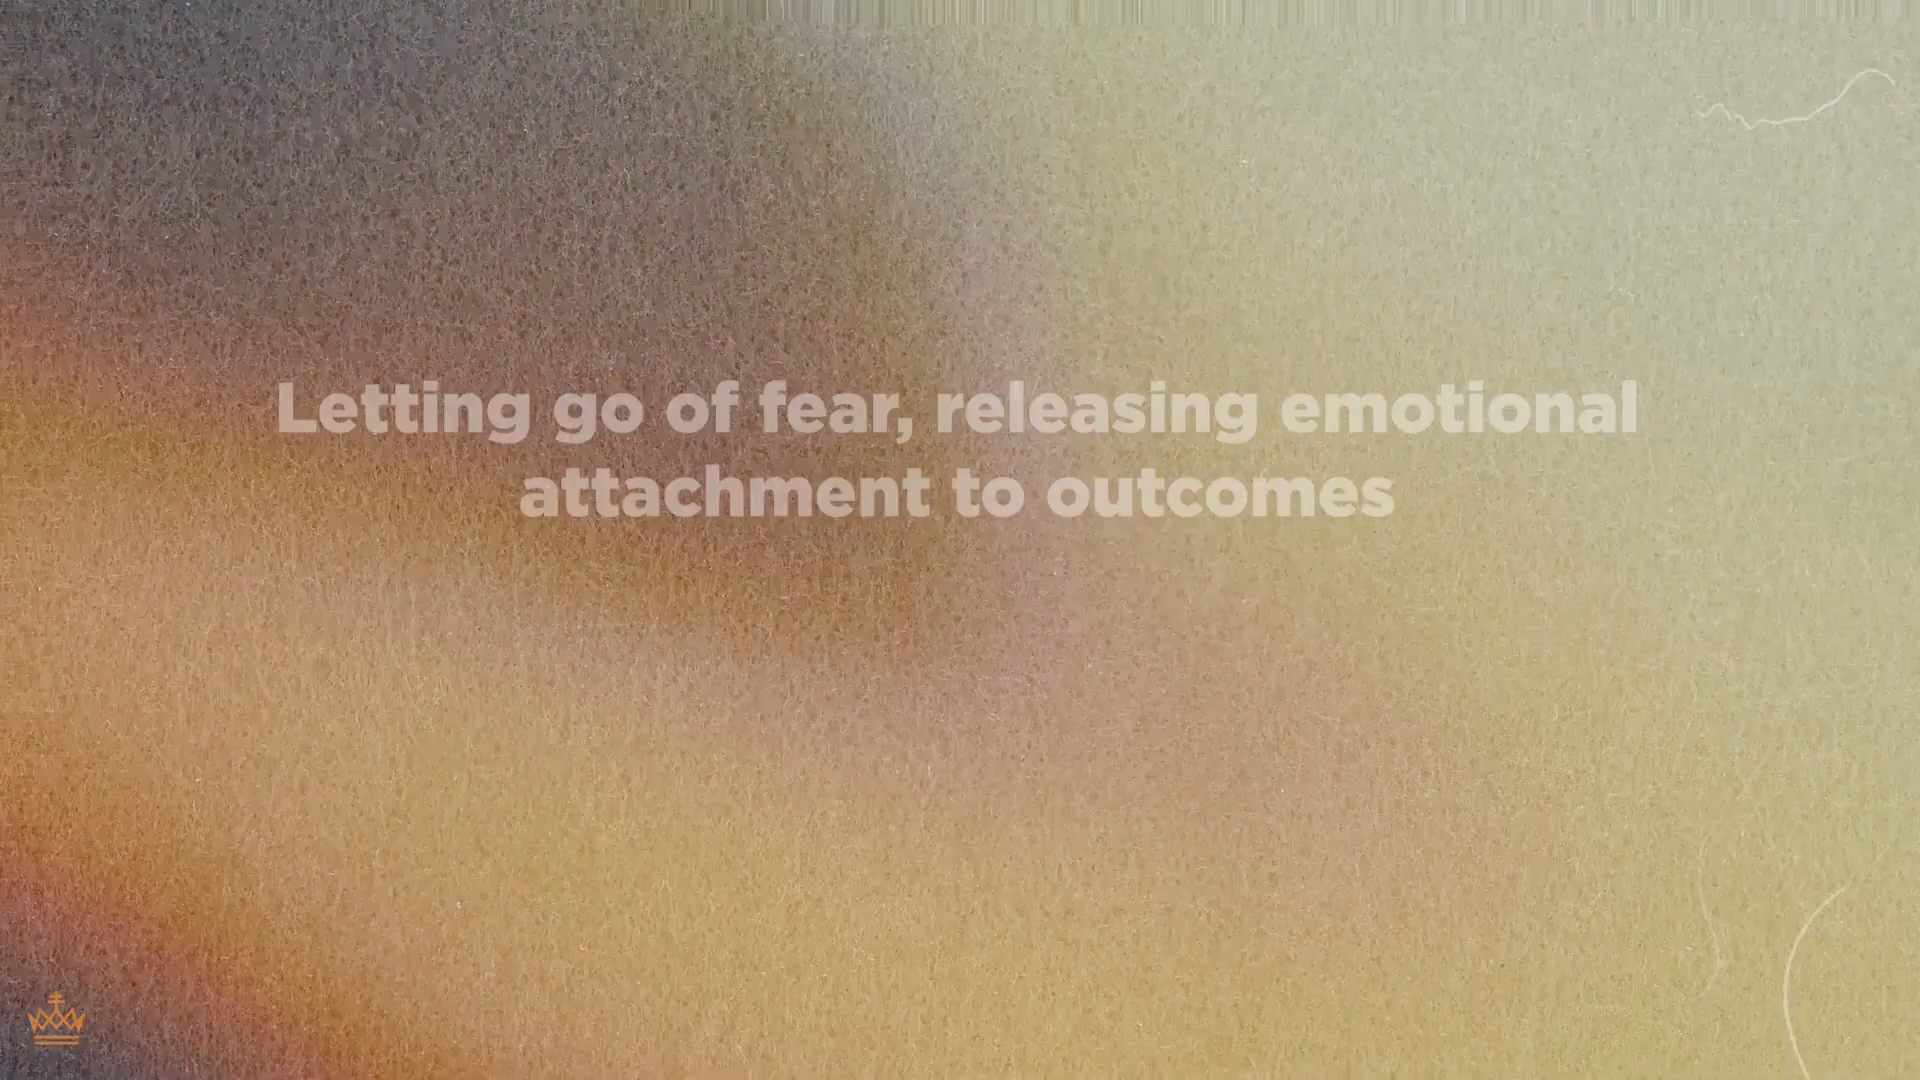 Letting go of fear, releasing emotional
attachment to outcomes